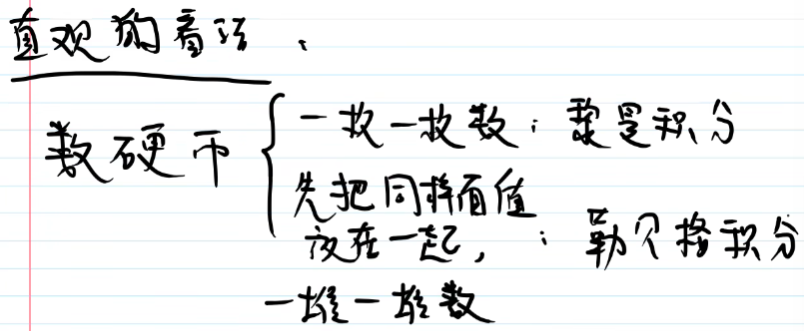 直观的看法：
数硬币 { 一枚一枚数：黎曼积分
先把同样面值
放在一起，：勒贝格积分
一堆一堆数